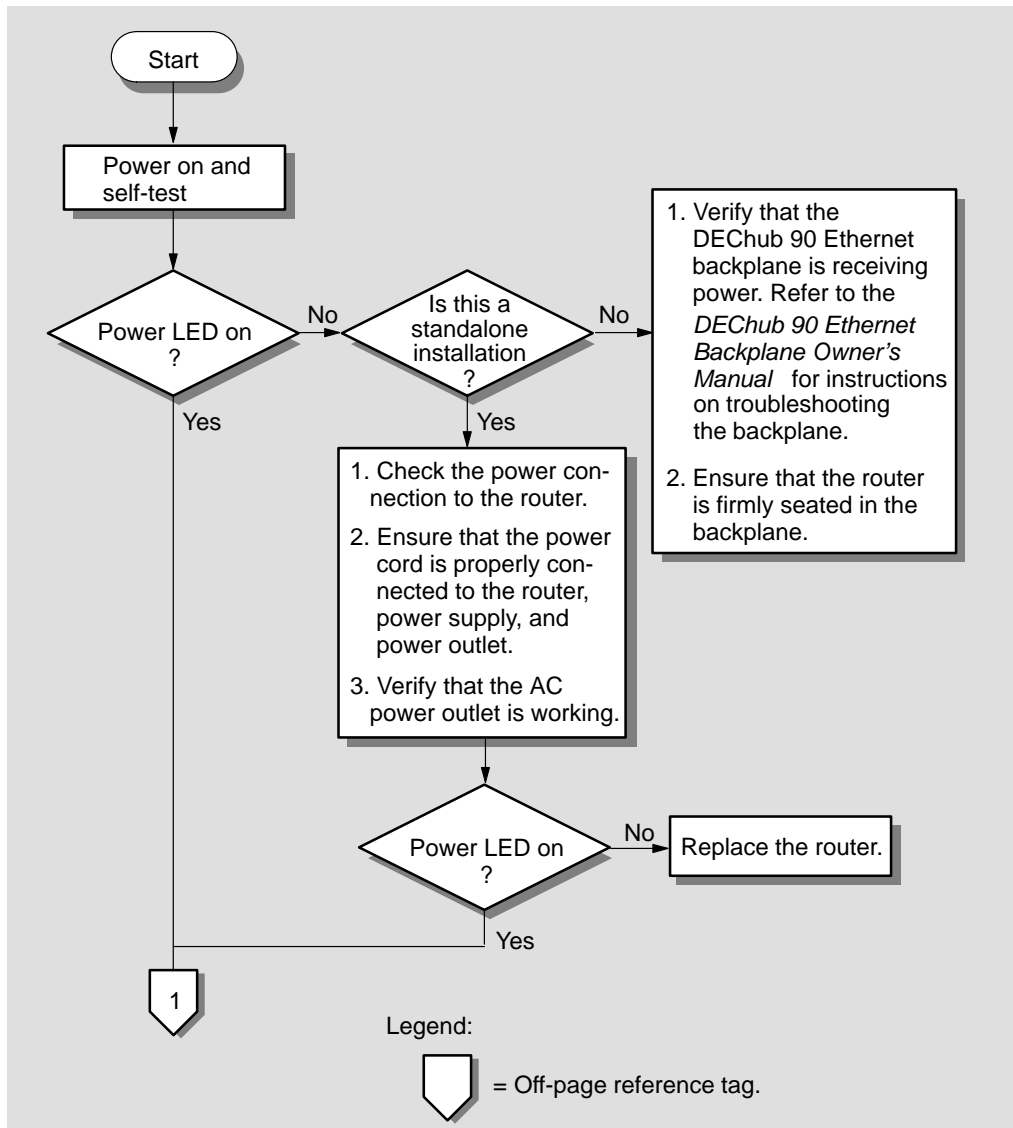 Start
Power on and
self-test
Power LED on
?
No
Yes
Is this a
standalone
installation
?
No
Yes
1. Verify that the
DEChub 90 Ethernet
backplane is receiving
power. Refer to the
DEChub 90 Ethernet
Backplane Owner's
Manual for instructions
on troubleshooting
the backplane.
2. Ensure that the router
is firmly seated in the
backplane.
1. Check the power con-
nection to the router.
2. Ensure that the power
cord is properly con-
nected to the router,
power supply, and
power outlet.
3. Verify that the AC
power outlet is working.
Power LED on
?
No
Replace the router.
Yes
1
Legend:
= Off-page reference tag.